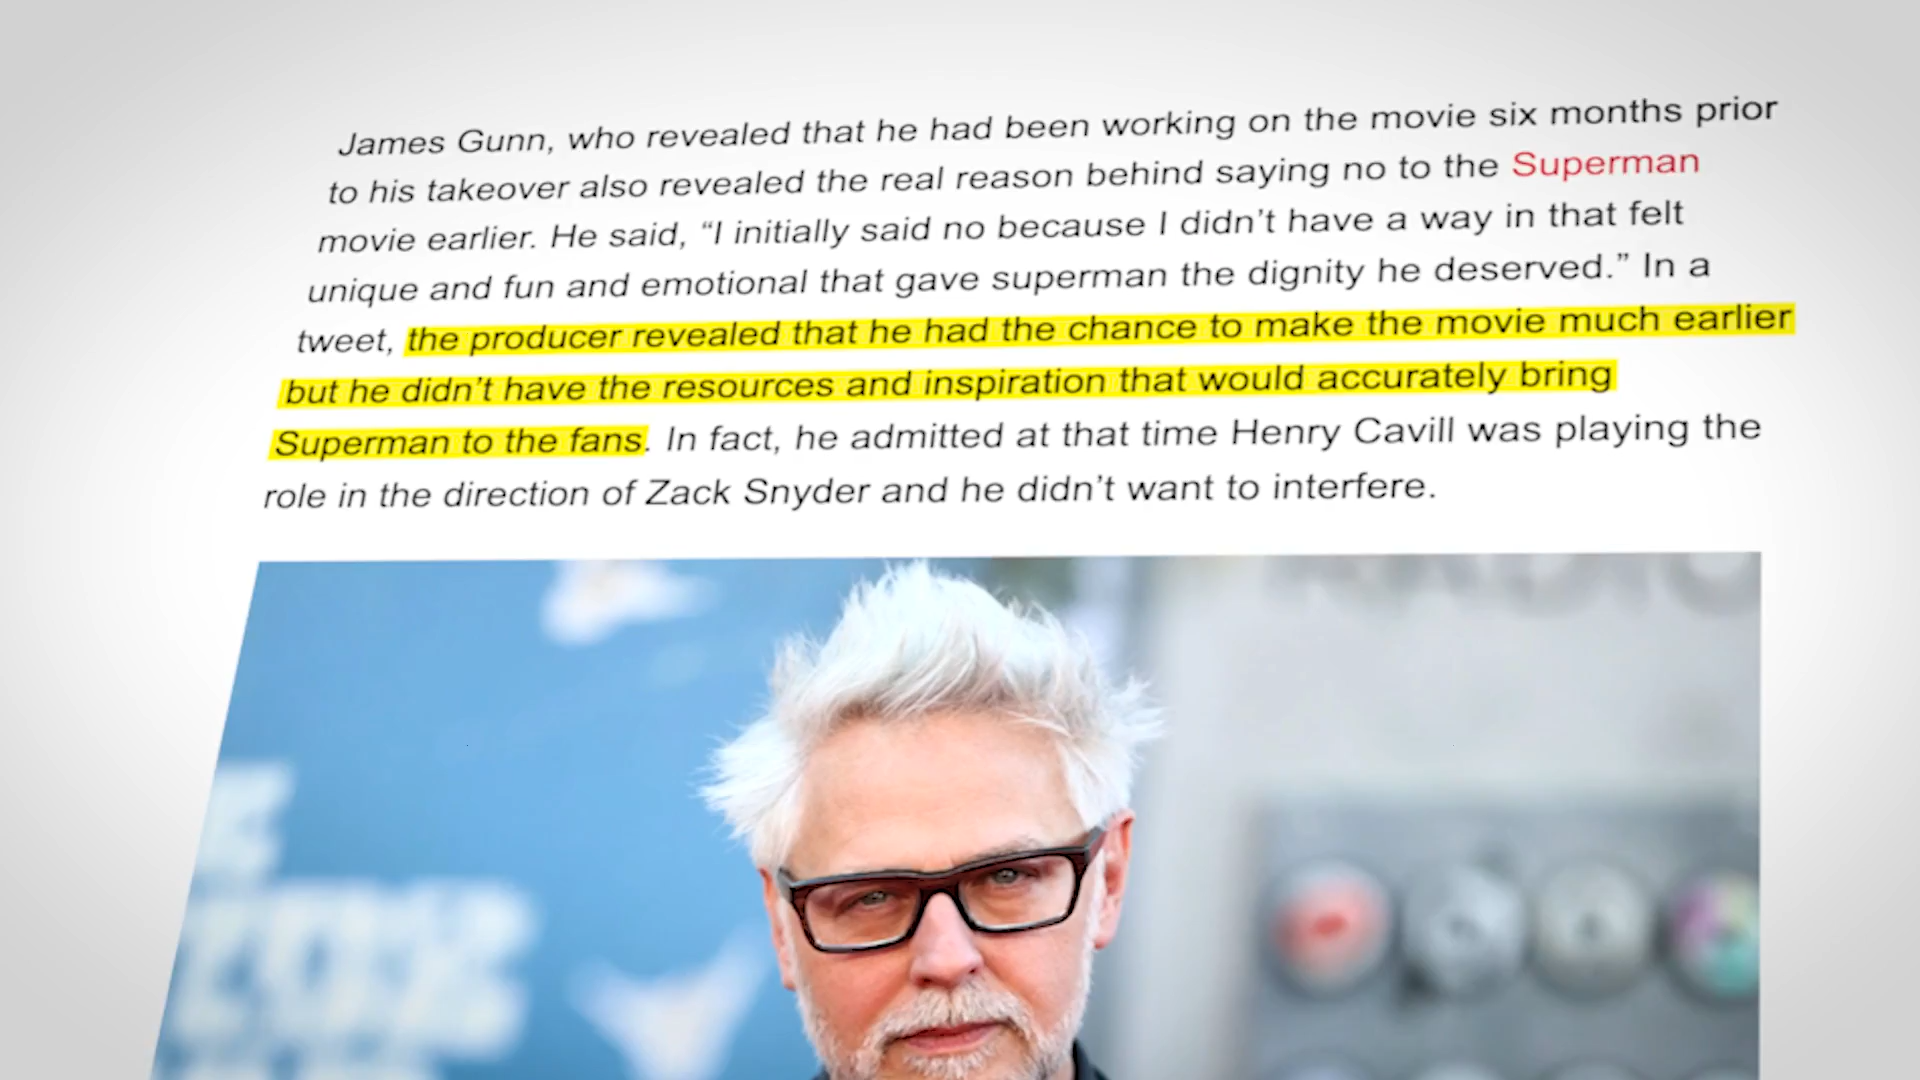 James Gunn, who revealed that he had been working on the movie six months prior
to his takeover also revealed the real reason behind saying no to the Superman
movie earlier. He said, “I initially said no because I didn’t have a way in that felt
unique and fun and emotional that gave superman the dignity he deserved.” In a
tweet, the producer revealed that he had the chance to make the movie much earlier
but he didn’t have the resources and inspiration that would accurately bring
Superman to the fans. In fact, he admitted at that time Henry Cavill was playing the
role in the direction of Zack Snyder and he didn’t want to interfere.